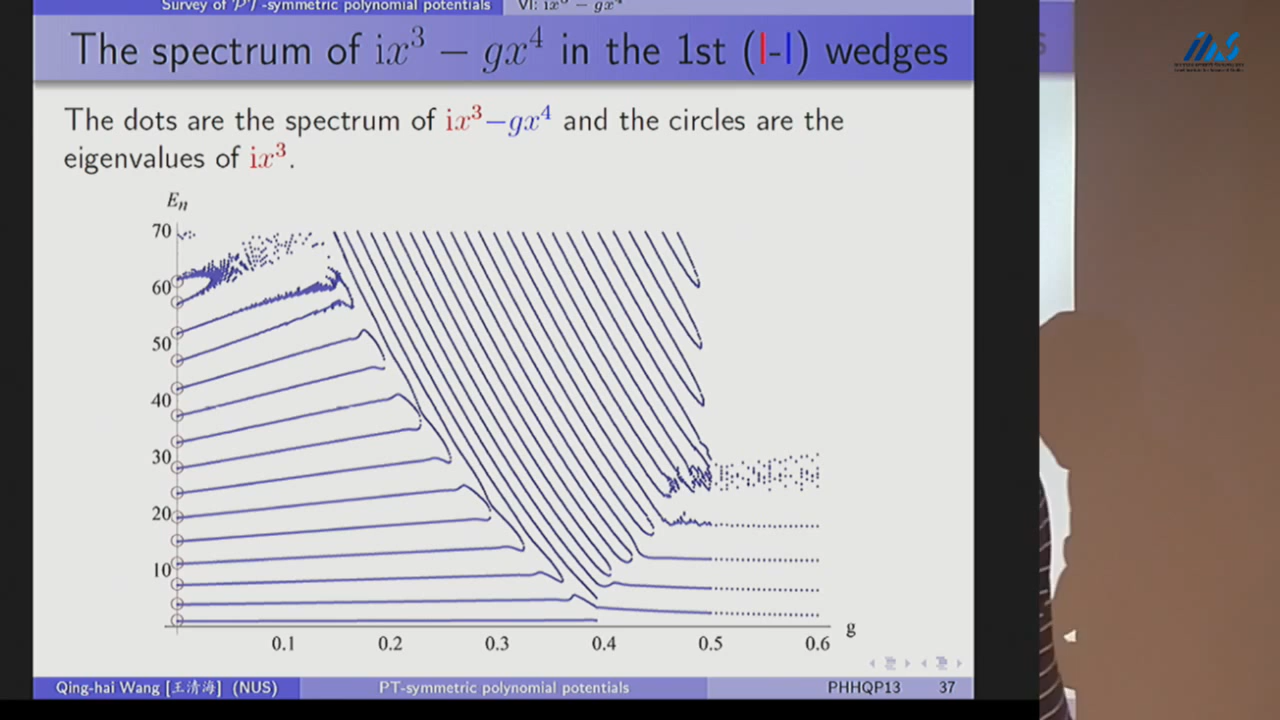 Survey of PT-symmetric polynomial potentials
VI: ix³ − gx⁴
The spectrum of ix³ − gx⁴ in the 1st (I-I) wedges
The dots are the spectrum of ix³−gx⁴ and the circles are the
eigenvalues of ix³.
Eₙ
70
60
50
40
30
20
10
0.1 0.2 0.3 0.4 0.5 0.6 g
Qing-hai Wang [王清海] (NUS) PT-symmetric polynomial potentials PHHQP13 37